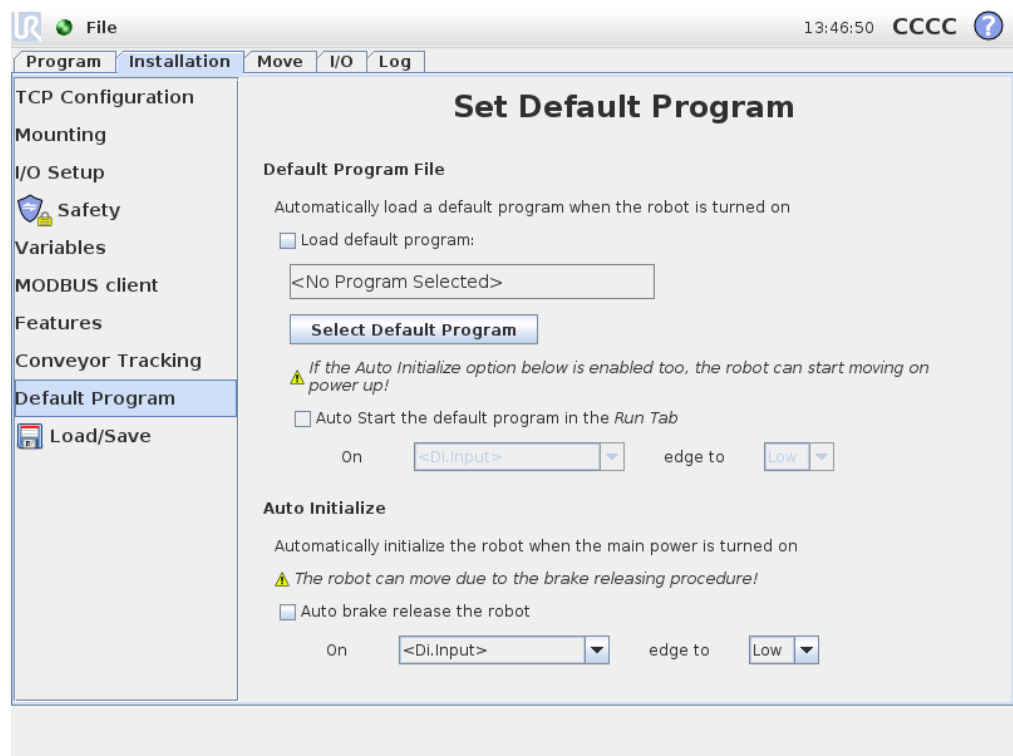 UR File 13:46:50 CCCC ?
Program Installation Move I/O Log
TCP Configuration
Mounting
I/O Setup
Safety
Variables
MODBUS client
Features
Conveyor Tracking
Default Program
Load/Save
Set Default Program
Default Program File
Automatically load a default program when the robot is turned on
Load default program:
<No Program Selected>
Select Default Program
If the Auto Initialize option below is enabled too, the robot can start moving on
power up!
Auto Start the default program in the Run Tab
On <Di.Input> edge to Low
Auto Initialize
Automatically initialize the robot when the main power is turned on
The robot can move due to the brake releasing procedure!
Auto brake release the robot
On <Di.Input> edge to Low